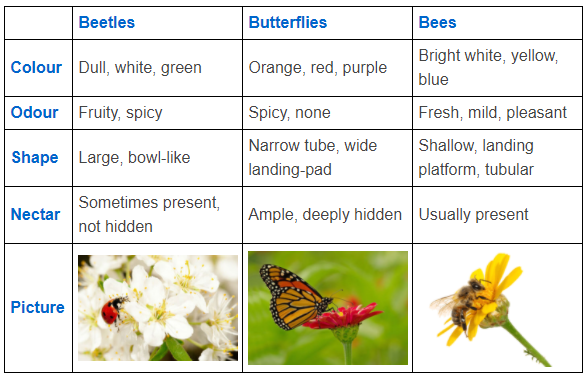 Beetles Butterflies Bees
Colour Dull, white, green Orange, red, purple Bright white, yellow,
blue
Odour Fruity, spicy Spicy, none Fresh, mild, pleasant
Shape Large, bowl-like Narrow tube, wide
landing-pad Shallow, landing
platform, tubular
Nectar Sometimes present,
not hidden Ample, deeply hidden Usually present
Picture